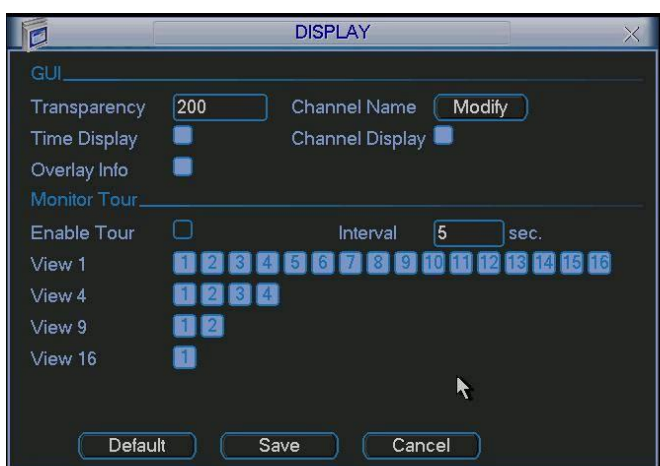 DISPLAY
GUI
Transparency 200 Channel Name Modify
Time Display Channel Display
Overlay Info
Monitor Tour
Enable Tour Interval 5 sec.
View 1 1 2 3 4 5 6 7 8 9 10 11 12 13 14 15 16
View 4 1 2 3 4
View 9 1 2
View 16 1
Default Save Cancel